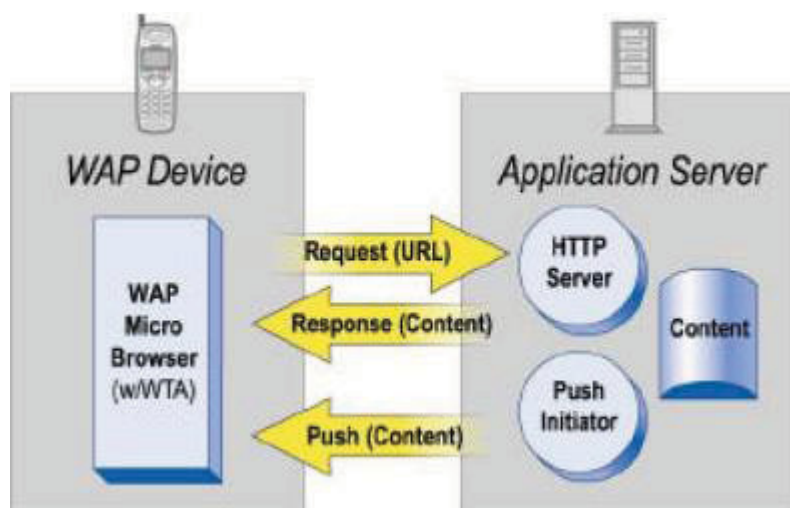 WAP Device
Application Server
WAP
Micro
Browser
(w/WTA)
Request (URL)
Response (Content)
Push (Content)
HTTP
Server
Content
Push
Initiator